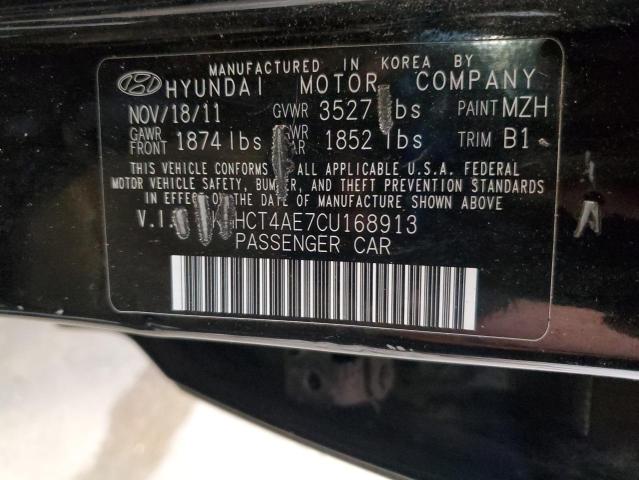 MANUFACTURED IN KOREA BY
HYUNDAI MOTOR COMPANY
NOV/18/11 GVWR 3527 lbs PAINT MZH
GAWR FRONT 1874 lbs 1852 lbs TRIM B1
THIS VEHICLE CONFORMS ALL APPLICABLE U.S.A. FEDERAL
MOTOR VEHICLE SAFETY, AND THEFT PREVENTION STANDARDS
IN EFFECT ON THE DATE OF MANUFACTURE SHOWN ABOVE
HCT4AE7CU168913
PASSENGER CAR